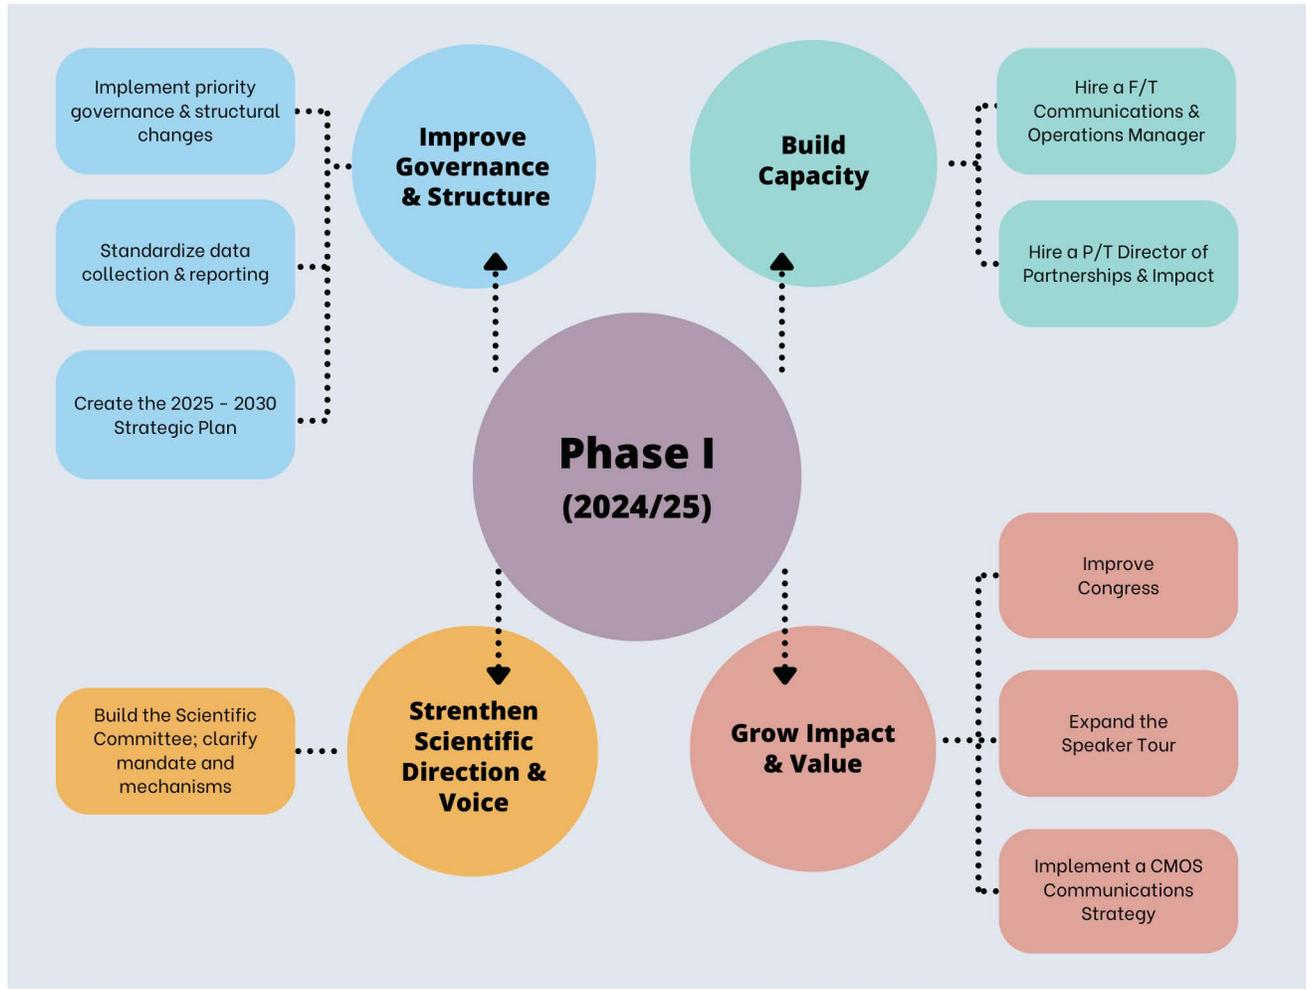 Implement priority
governance & structural
changes
Standardize data
collection & reporting
Create the 2025 - 2030
Strategic Plan
Improve
Governance
& Structure
Build
Capacity
Hire a F/T
Communications &
Operations Manager
Hire a P/T Director of
Partnerships & Impact
Phase I
(2024/25)
Build the Scientific
Committee; clarify
mandate and
mechanisms
Strenthen
Scientific
Direction &
Voice
Grow Impact
& Value
Improve
Congress
Expand the
Speaker Tour
Implement a CMOS
Communications
Strategy